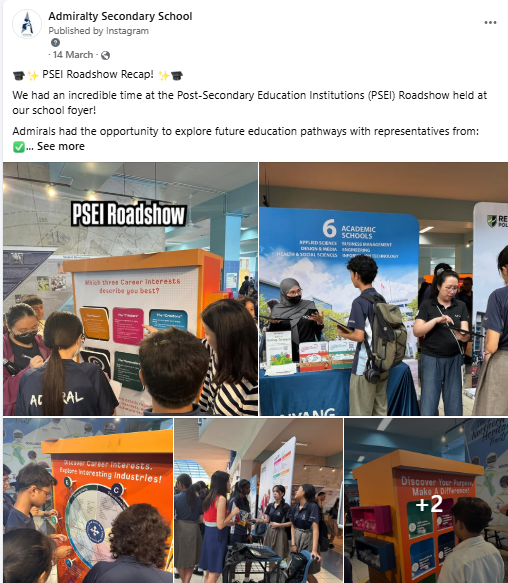 Admiralty Secondary School
Published by Instagram
· 14 March ·
🎓✨ PSEI Roadshow Recap! ✨🎓
We had an incredible time at the Post-Secondary Education Institutions (PSEI) Roadshow held at
our school foyer!
Admirals had the opportunity to explore future education pathways with representatives from:
✅... See more
PSEI Roadshow
Which three Career Interests
describe you best?
ADMIRAL
6 ACADEMIC
SCHOOLS
APPLIED SCIENCE
DESIGN & MEDIA
HEALTH & SOCIAL SCIENCES
BUSINESS MANAGEMENT
ENGINEERING
INFORMATION TECHNOLOGY
NANYANG
RE
POL
Discover Career Interests,
Explore Interesting Industries!
E
C
Discover Your Purpose,
Make A Difference!
+2